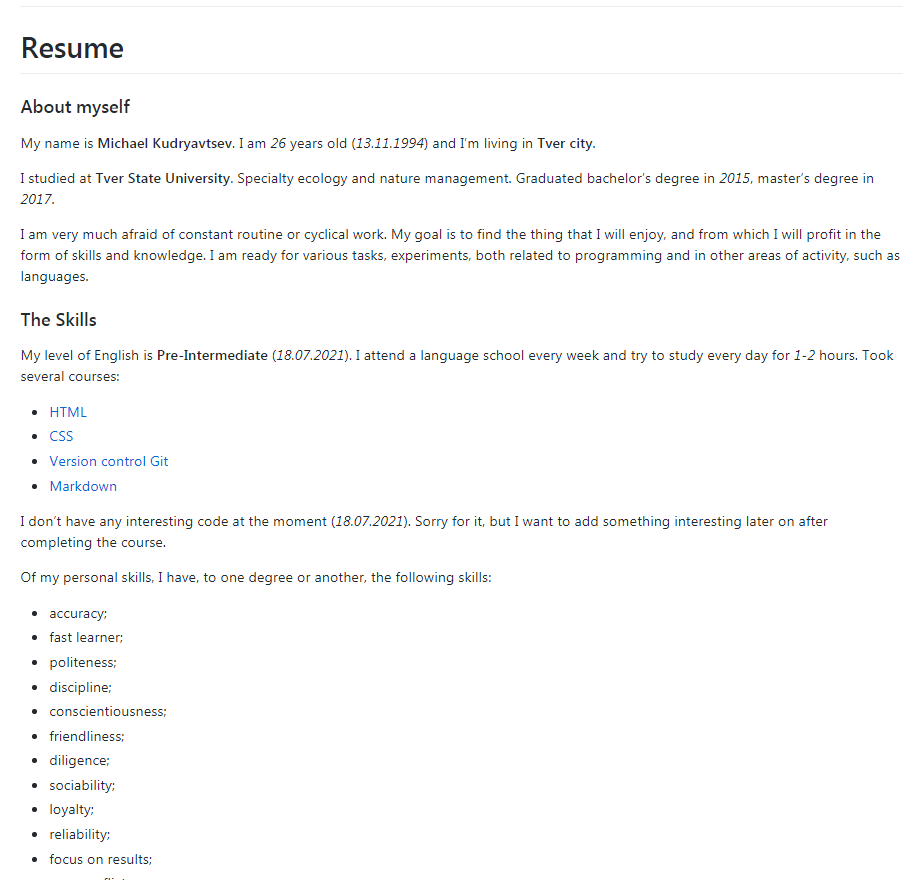 Resume
About myself
My name is Michael Kudryavtsev. I am 26 years old (13.11.1994) and I'm living in Tver city.
I studied at Tver State University. Specialty ecology and nature management. Graduated bachelor's degree in 2015, master's degree in
2017.
I am very much afraid of constant routine or cyclical work. My goal is to find the thing that I will enjoy, and from which I will profit in the
form of skills and knowledge. I am ready for various tasks, experiments, both related to programming and in other areas of activity, such as
languages.
The Skills
My level of English is Pre-Intermediate (18.07.2021). I attend a language school every week and try to study every day for 1-2 hours. Took
several courses:
HTML
CSS
Version control Git
Markdown
I don't have any interesting code at the moment (18.07.2021). Sorry for it, but I want to add something interesting later on after
completing the course.
Of my personal skills, I have, to one degree or another, the following skills:
accuracy;
fast learner;
politeness;
discipline;
conscientiousness;
friendliness;
diligence;
sociability;
loyalty;
reliability;
focus on results;